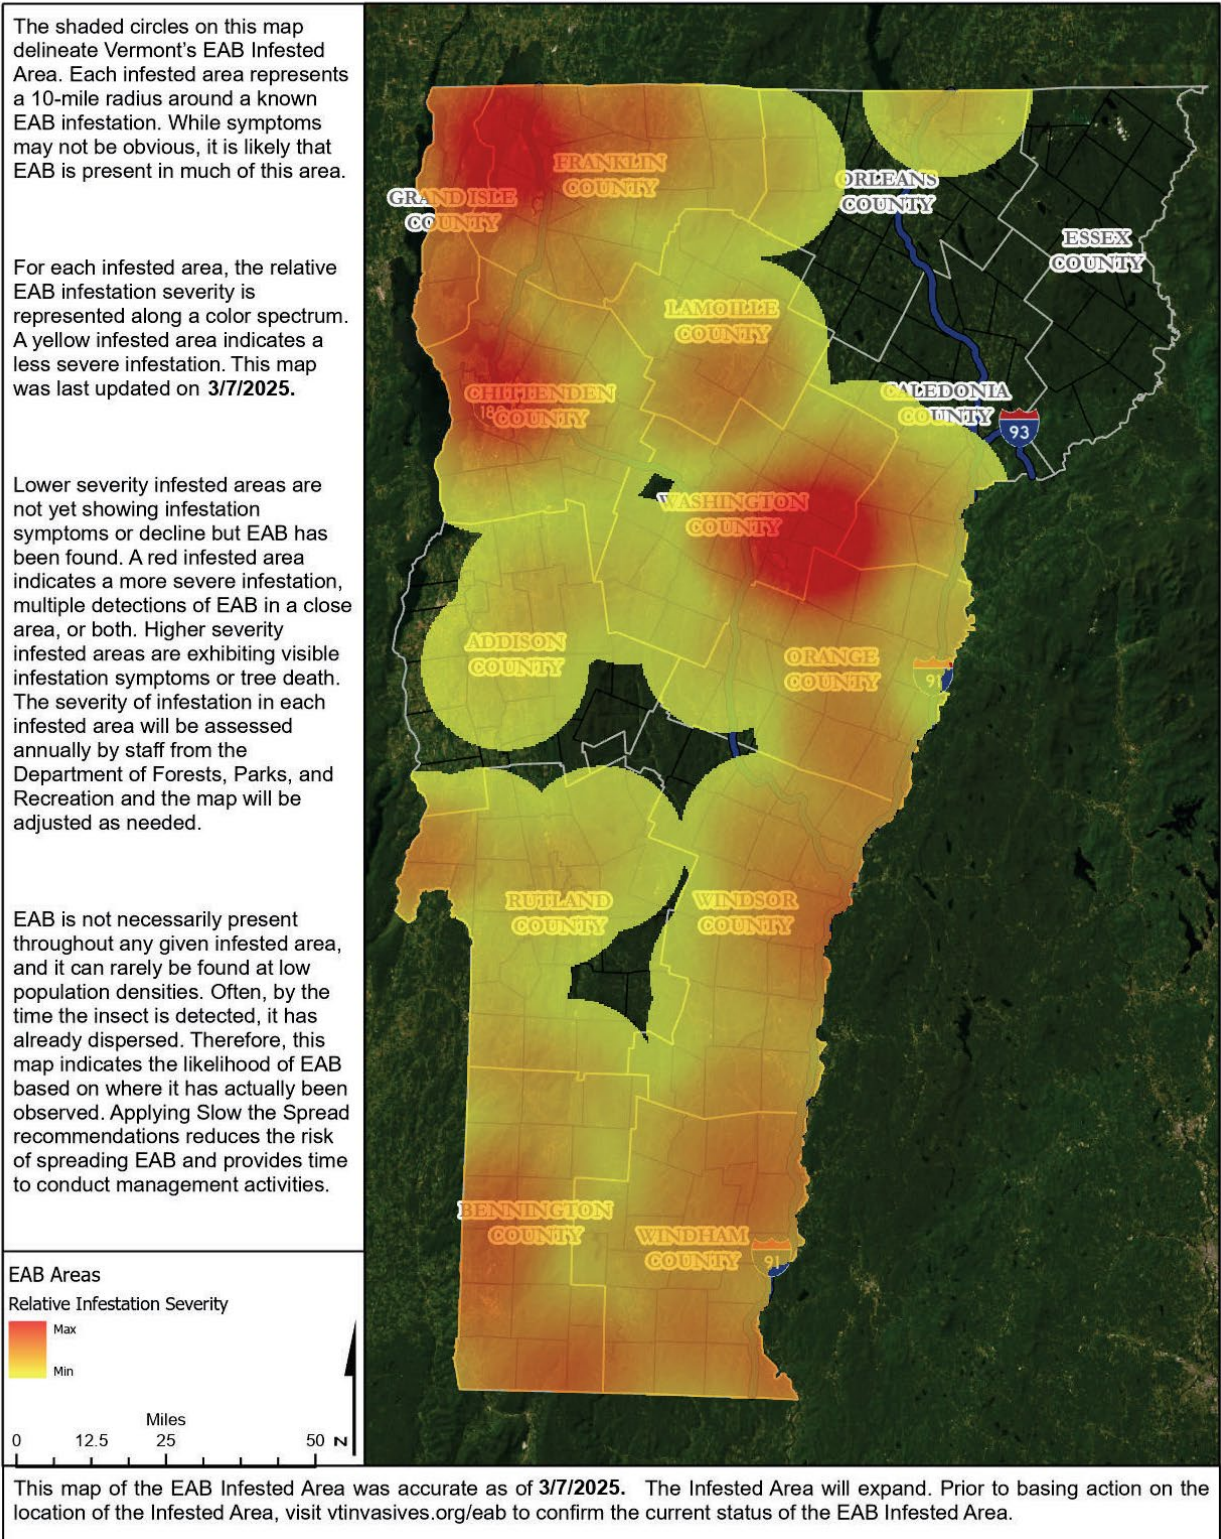 The shaded circles on this map
delineate Vermont's EAB Infested
Area. Each infested area represents
a 10-mile radius around a known
EAB infestation. While symptoms
may not be obvious, it is likely that
EAB is present in much of this area.
For each infested area, the relative
EAB infestation severity is
represented along a color spectrum.
A yellow infested area indicates a
less severe infestation. This map
was last updated on 3/7/2025.
Lower severity infested areas are
not yet showing infestation
symptoms or decline but EAB has
been found. A red infested area
indicates a more severe infestation,
multiple detections of EAB in a close
area, or both. Higher severity
infested areas are exhibiting visible
infestation symptoms or tree death.
The severity of infestation in each
infested area will be assessed
annually by staff from the
Department of Forests, Parks, and
Recreation and the map will be
adjusted as needed.
EAB is not necessarily present
throughout any given infested area,
and it can rarely be found at low
population densities. Often, by the
time the insect is detected, it has
already dispersed. Therefore, this
map indicates the likelihood of EAB
based on where it has actually been
observed. Applying Slow the Spread
recommendations reduces the risk
of spreading EAB and provides time
to conduct management activities.
EAB Areas
Relative Infestation Severity
Max
Min
Miles
0 12.5 25 50 N
FRANKLIN
COUNTY
GRAND ISLE
COUNTY
ORLEANS
COUNTY
ESSEX
COUNTY
LAMOILLE
COUNTY
CHITTENDEN
COUNTY
CALEDONIA
COUNTY
93
WASHINGTON
COUNTY
ADDISON
COUNTY
ORANGE
COUNTY
91
RUTLAND
COUNTY
WINDSOR
COUNTY
BENNINGTON
COUNTY
WINDHAM
COUNTY
91
This map of the EAB Infested Area was accurate as of 3/7/2025. The Infested Area will expand. Prior to basing action on the
location of the Infested Area, visit vtinvasives.org/eab to confirm the current status of the EAB Infested Area.